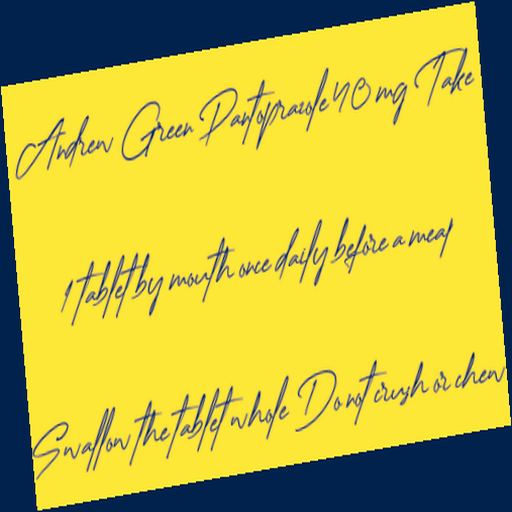 Andrew Green Pantoprazole 40 mg Take
1 tablet by mouth once daily before a meal
Swallow the tablet whole Do not crush or chew